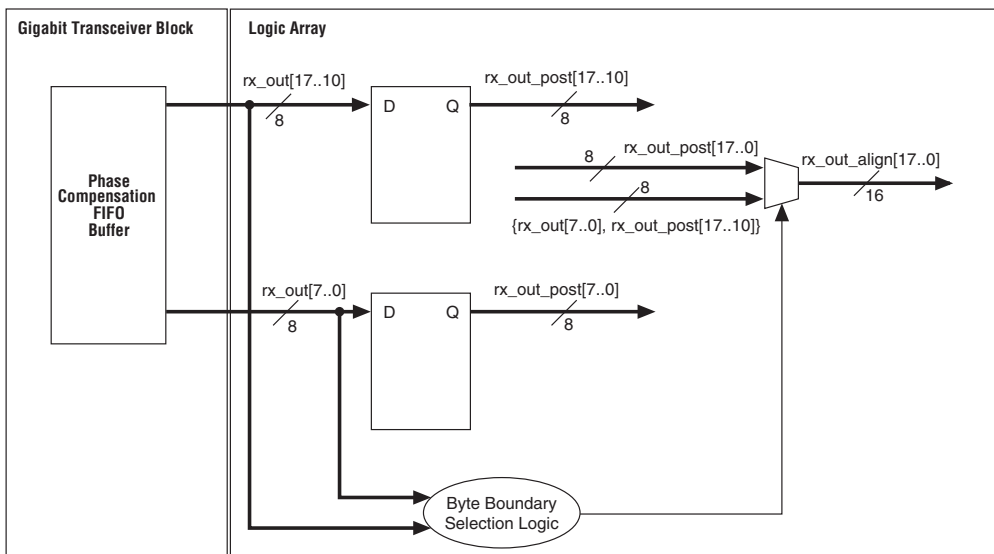 Gigabit Transceiver Block
Logic Array
rx_out[17..10]
8
D
Q
rx_out_post[17..10]
8
Phase
Compensation
FIFO
Buffer
8
rx_out_post[17..0]
8
{rx_out[7..0], rx_out_post[17..10]}
rx_out_align[17..0]
16
rx_out[7..0]
8
D
Q
rx_out_post[7..0]
8
Byte Boundary
Selection Logic